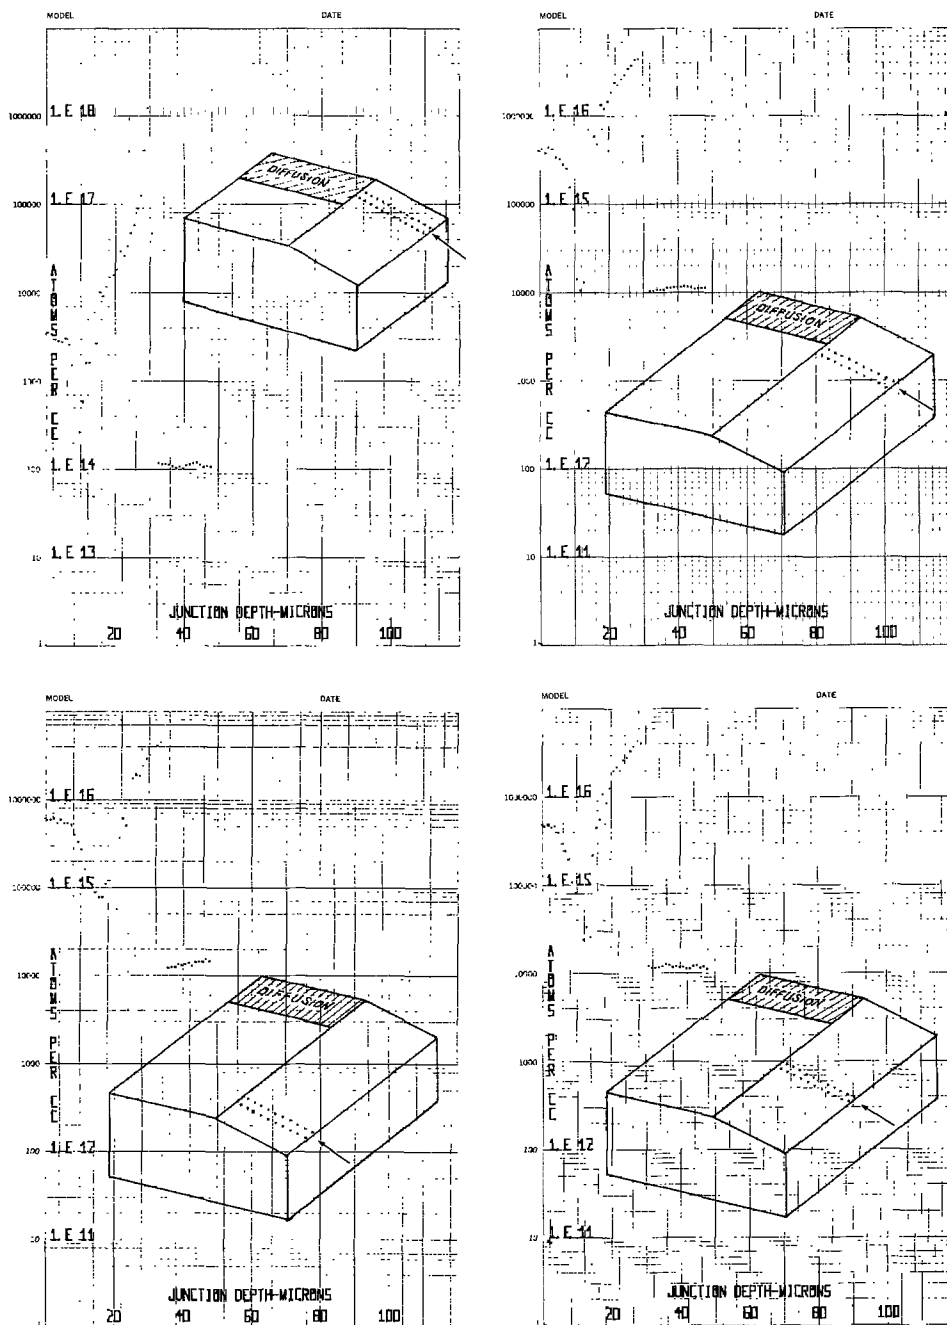 MODEL DATE
1000000 1.E 18
DIFFUSION
100000 1.E 17
ATOMS PER CC
10000
1000
100 1.E 14
10 1.E 13
JUNCTION DEPTH-MICRONS
1 20 40 60 80 100
MODEL DATE
1.E 16
100000 1.E 15
ATOMS PER CC
10000
DIFFUSION
100 1.E 12
10 1.E 11
JUNCTION DEPTH-MICRONS
1 20 40 60 80 100
MODEL DATE
1.E 16
1.E 15
ATOMS PER CC
10000
DIFFUSION
1000
100 1.E 12
10 1.E 11
JUNCTION DEPTH-MICRONS
1 20 40 60 80 100
MODEL DATE
1.E 16
1.E 15
ATOMS PER CC
DIFFUSION
1000
100 1.E 12
10 1.E 11
JUNCTION DEPTH-MICRONS
1 20 40 60 80 100